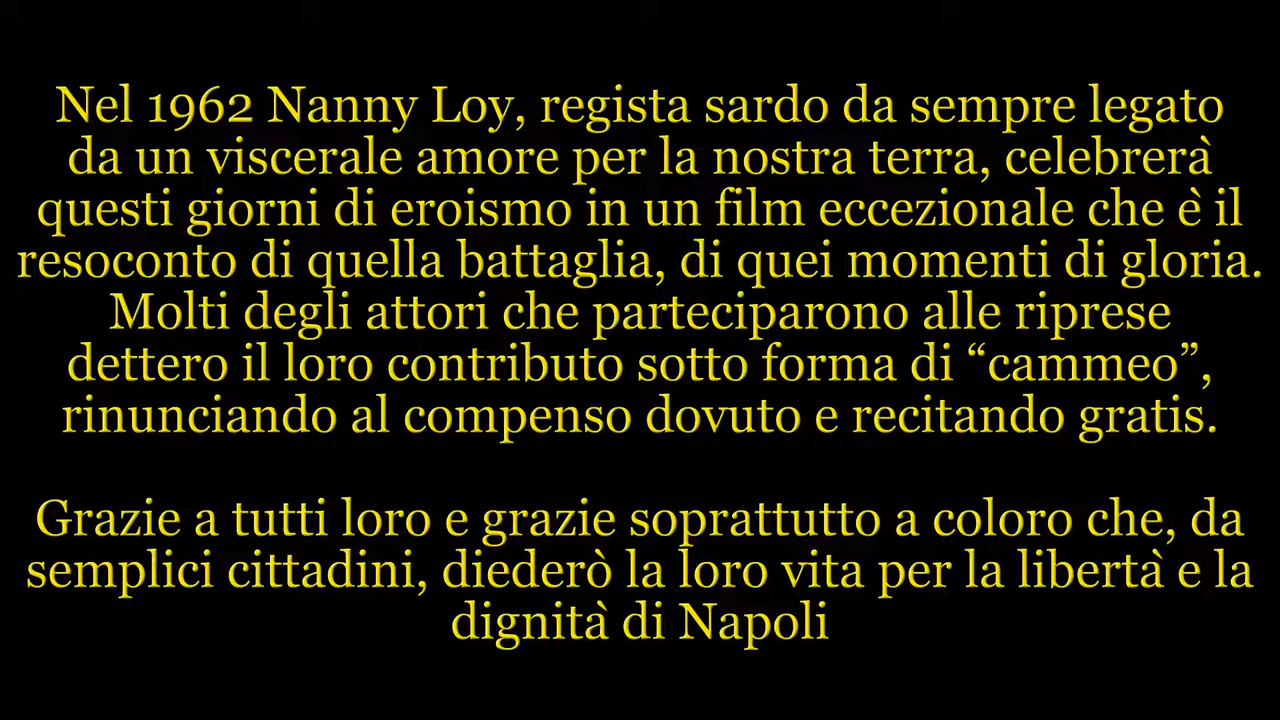 Nel 1962 Nanny Loy, regista sardo da sempre legato
da un viscerale amore per la nostra terra, celebrerà
questi giorni di eroismo in un film eccezionale che è il
resoconto di quella battaglia, di quei momenti di gloria.
Molti degli attori che parteciparono alle riprese
dettero il loro contributo sotto forma di “cammeo”,
rinunciando al compenso dovuto e recitando gratis.
Grazie a tutti loro e grazie soprattutto a coloro che, da
semplici cittadini, diederò la loro vita per la libertà e la
dignità di Napoli